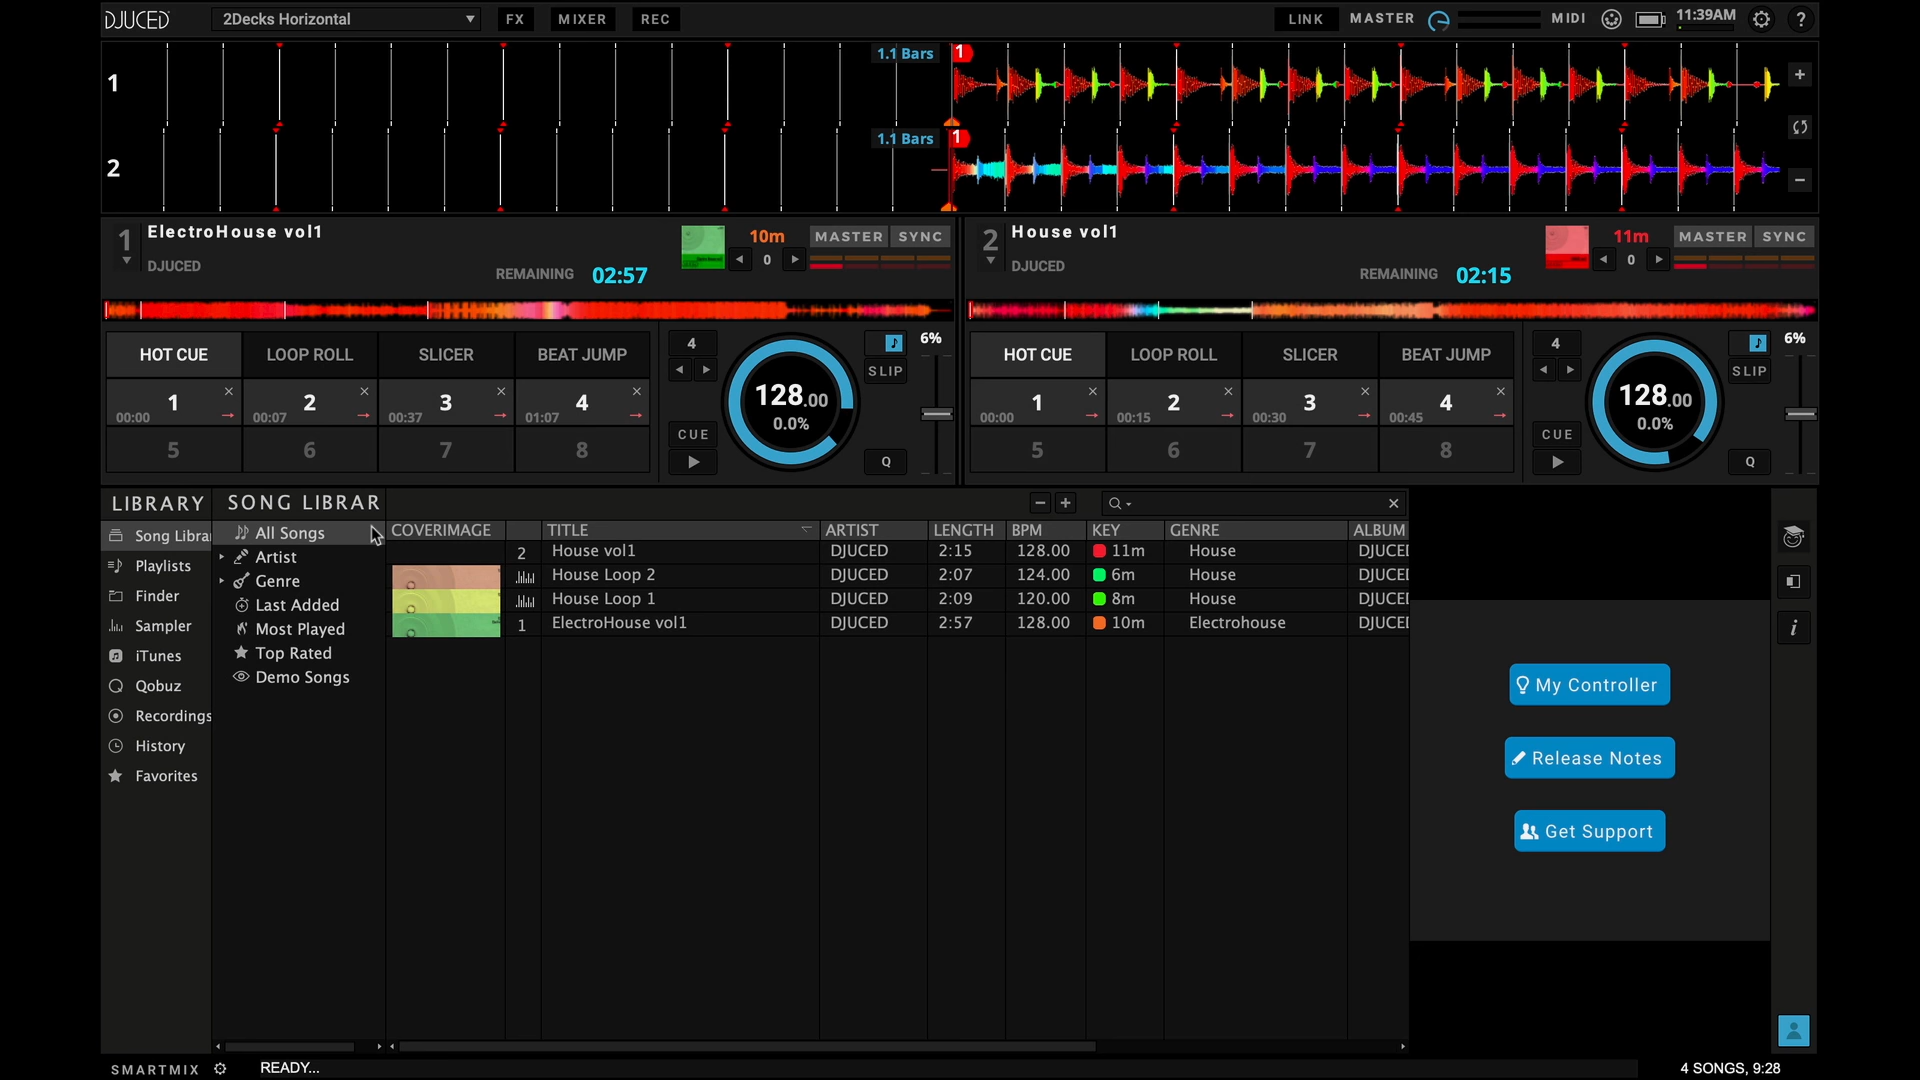 DJUCED 2Decks Horizontal FX MIXER REC LINK MASTER MIDI 11:39AM ?
1 1.1 Bars 1
2 1.1 Bars 1
1 ElectroHouse vol1 10m MASTER SYNC
DJUCED 0
REMAINING 02:57
HOT CUE LOOP ROLL SLICER BEAT JUMP
1 2 3 4
00:00 00:07 00:37 01:07
5 6 7 8
4
CUE
128.00
0.0%
6%
SLIP
Q
2 House vol1 11m MASTER SYNC
DJUCED 0
REMAINING 02:15
HOT CUE LOOP ROLL SLICER BEAT JUMP
1 2 3 4
00:00 00:15 00:30 00:45
5 6 7 8
4
CUE
128.00
0.0%
6%
SLIP
Q
LIBRARY
Song Librar
Playlists
Finder
Sampler
iTunes
Qobuz
Recordings
History
Favorites
SONG LIBRAR
All Songs
Artist
Genre
Last Added
Most Played
Top Rated
Demo Songs
COVERIMAGE TITLE ARTIST LENGTH BPM KEY GENRE ALBUM
2 House vol1 DJUCED 2:15 128.00 11m House DJUCE
House Loop 2 DJUCED 2:07 124.00 6m House DJUCE
House Loop 1 DJUCED 2:09 120.00 8m House DJUCE
1 ElectroHouse vol1 DJUCED 2:57 128.00 10m Electrohouse DJUCE
My Controller
Release Notes
Get Support
i
SMARTMIX READY... 4 SONGS, 9:28